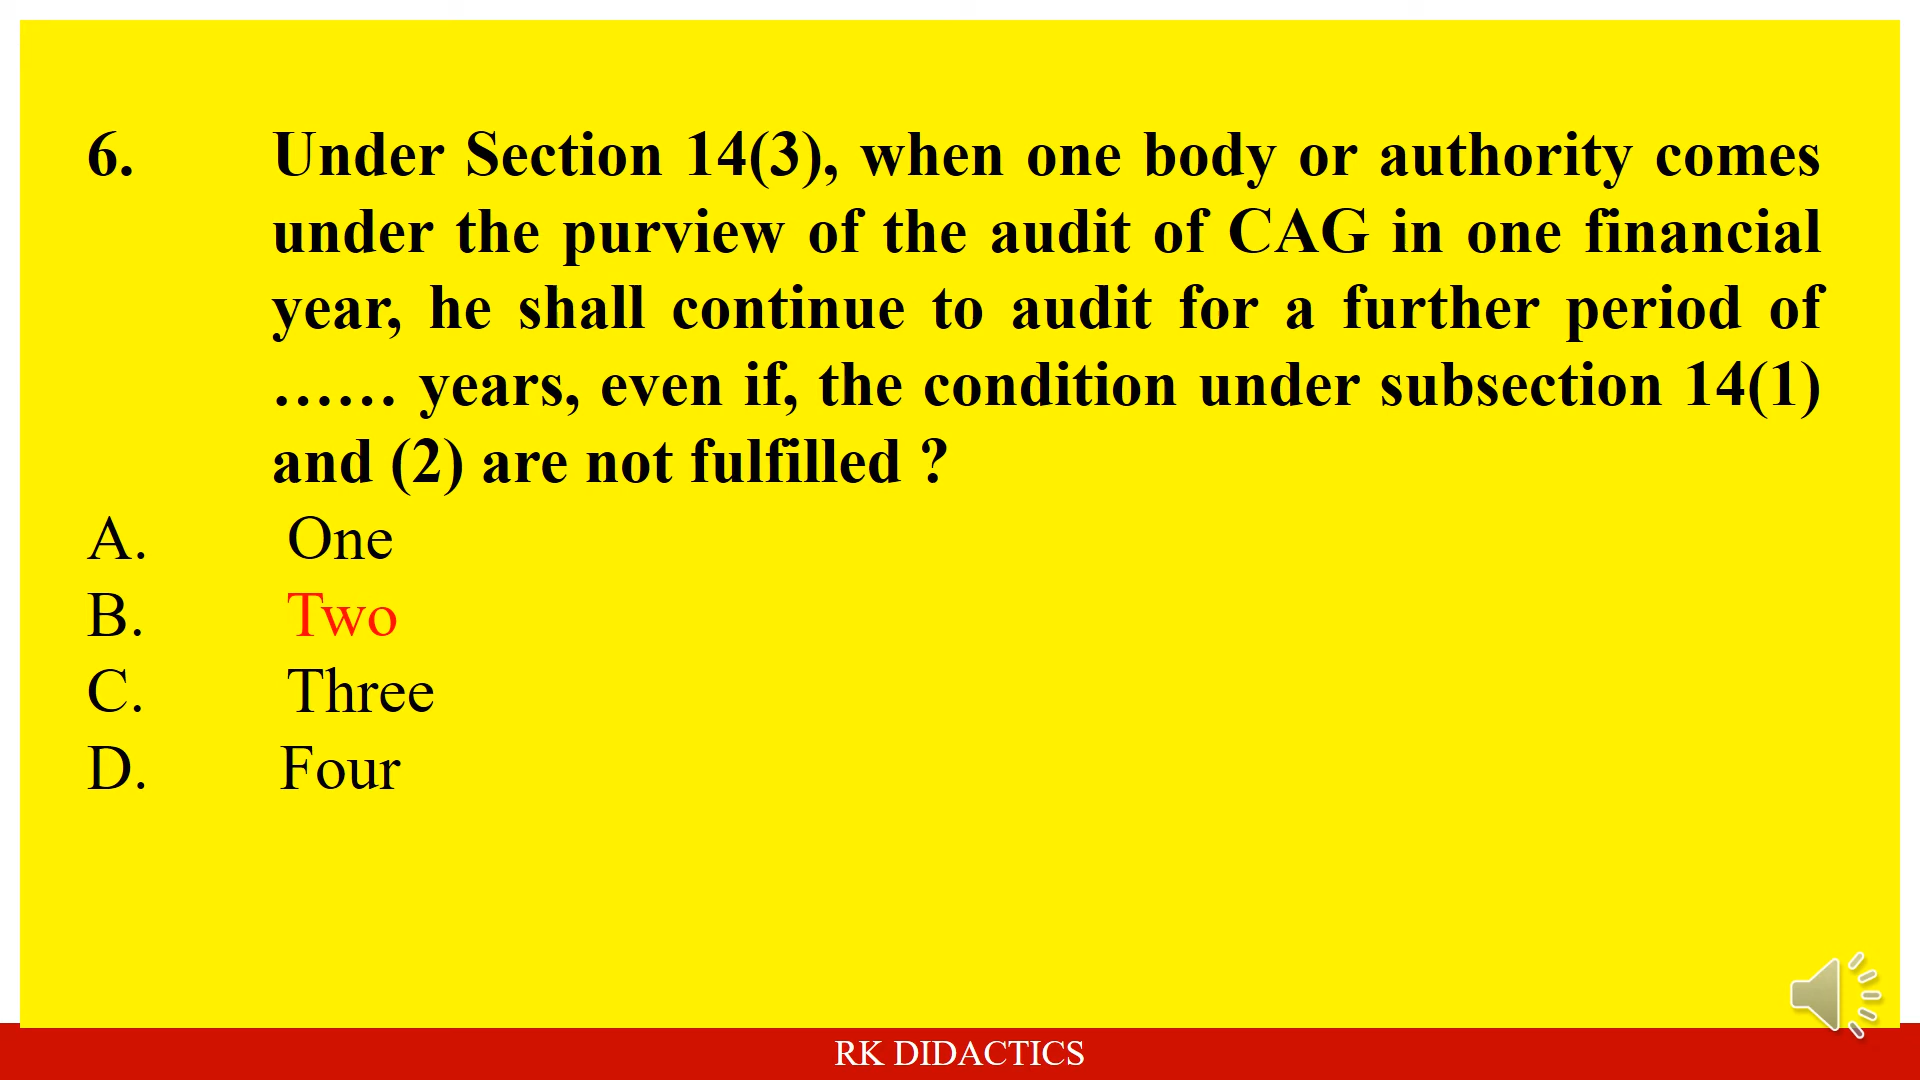 6. Under Section 14(3), when one body or authority comes
under the purview of the audit of CAG in one financial
year, he shall continue to audit for a further period of
…… years, even if, the condition under subsection 14(1)
and (2) are not fulfilled ?
A. One
B. Two
C. Three
D. Four
RK DIDACTICS